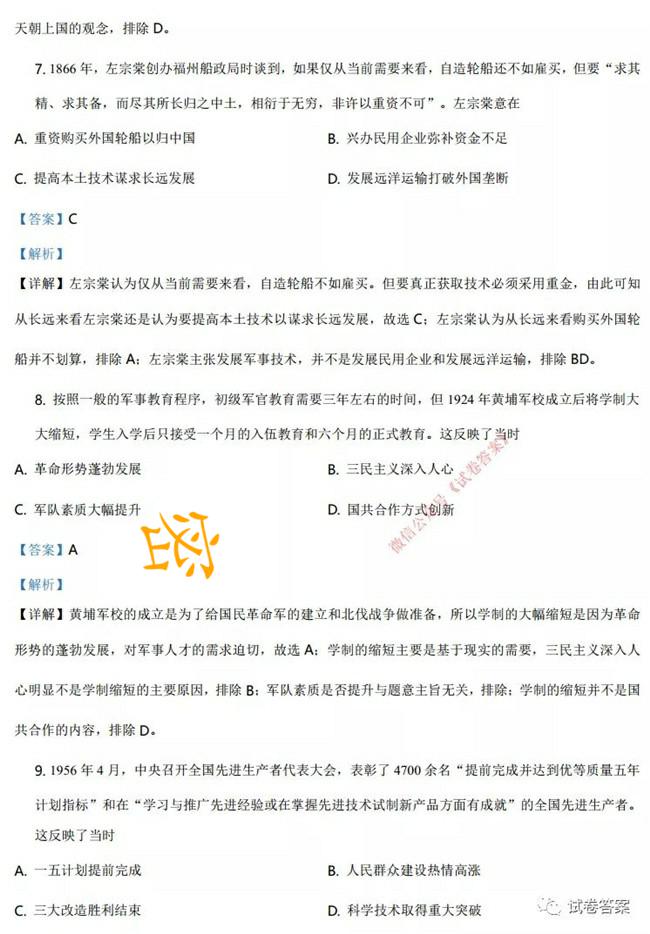 天朝上国的观念，排除 D。
7. 1866 年，左宗棠创办福州船政局时谈到，如果仅从当前需要来看，自造轮船还不如雇买，但要“求其
精、求其备，而尽其所长归之中土，相衍于无穷，非许以重资不可”。左宗棠意在
A. 重资购买外国轮船以归中国 B. 兴办民用企业弥补资金不足
C. 提高本土技术谋求长远发展 D. 发展远洋运输打破外国垄断
【答案】C
【解析】
【详解】左宗棠认为仅从当前需要来看，自造轮船不如雇买。但要真正获取技术必须采用重金，由此可知
从长远来看左宗棠还是认为要提高本土技术以谋求长远发展，故选 C；左宗棠认为从长远来看购买外国轮
船并不划算，排除 A；左宗棠主张发展军事技术，并不是发展民用企业和发展远洋运输，排除 BD。
8. 按照一般的军事教育程序，初级军官教育需要三年左右的时间，但 1924 年黄埔军校成立后将学制大
大缩短，学生入学后只接受一个月的入伍教育和六个月的正式教育。这反映了当时
A. 革命形势蓬勃发展 B. 三民主义深入人心
C. 军队素质大幅提升 D. 国共合作方式创新
微信公众号《试卷答案》
【答案】A
【解析】
【详解】黄埔军校的成立是为了给国民革命军的建立和北伐战争做准备，所以学制的大幅缩短是因为革命
形势的蓬勃发展，对军事人才的需求迫切，故选 A；学制的缩短主要是基于现实的需要，三民主义深入人
心明显不是学制缩短的主要原因，排除 B；军队素质是否提升与题意主旨无关，排除；学制的缩短并不是国
共合作的内容，排除 D。
9. 1956 年 4 月，中央召开全国先进生产者代表大会，表彰了 4700 余名“提前完成并达到优等质量五年
计划指标”和在“学习与推广先进经验或在掌握先进技术试制新产品方面有成就”的全国先进生产者。
这反映了当时
A. 一五计划提前完成 B. 人民群众建设热情高涨
C. 三大改造胜利结束 D. 科学技术取得重大突破
试卷答案